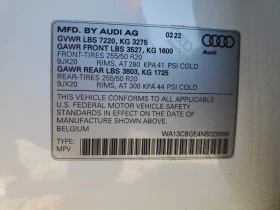 MFD. BY AUDI AG 02 22
GVWR LBS 7220, KG 3275
GAWR FRONT LBS 3527, KG 1600
F-TIRES 255/50 R20
9JX20 RIMS, AT 280 KPA 41 PSI COLD
GAWR REAR LBS 3803, KG 1725
R-TIRES 255/50 R20
9JX20 RIMS, AT 300 KPA 44 PSI COLD
THIS VEHICLE CONFORMS TO ALL APPLICABLE
U.S. FEDERAL MOTOR VEHICLE SAFETY
STANDARDS IN EFFECT ON THE DATE OF
MANUFACTURE SHOWN ABOVE.
BELGIUM
TYPE:
MPV
Audi